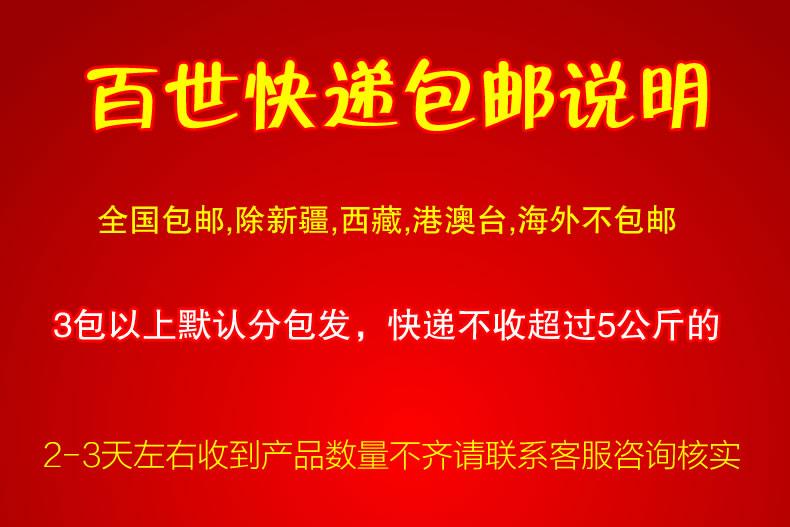 百世快递包邮说明
全国包邮,除新疆,西藏,港澳台,海外不包邮
3包以上默认分包发，快递不收超过5公斤的
2-3天左右收到产品数量不齐请联系客服咨询核实